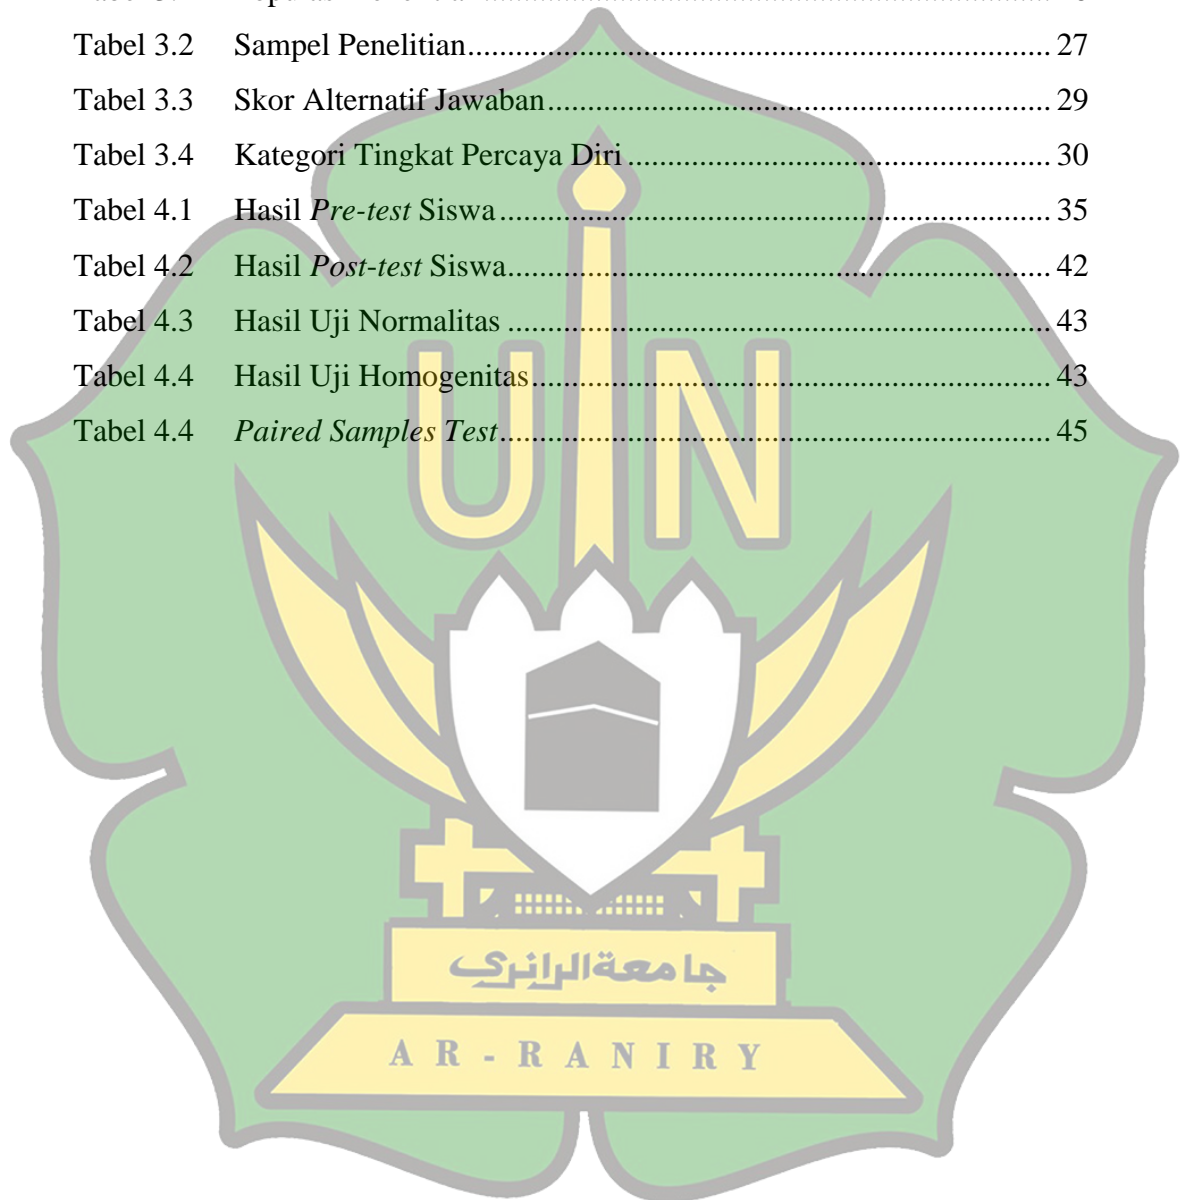 Tabel 3.2 Sampel Penelitian.......................................................................... 27
Tabel 3.3 Skor Alternatif Jawaban................................................................ 29
Tabel 3.4 Kategori Tingkat Percaya Diri...................................................... 30
Tabel 4.1 Hasil Pre-test Siswa...................................................................... 35
Tabel 4.2 Hasil Post-test Siswa..................................................................... 42
Tabel 4.3 Hasil Uji Normalitas ..................................................................... 43
Tabel 4.4 Hasil Uji Homogenitas.................................................................. 43
Tabel 4.4 Paired Samples Test...................................................................... 45
UIN
جامعةالرانري
AR-RANIRY